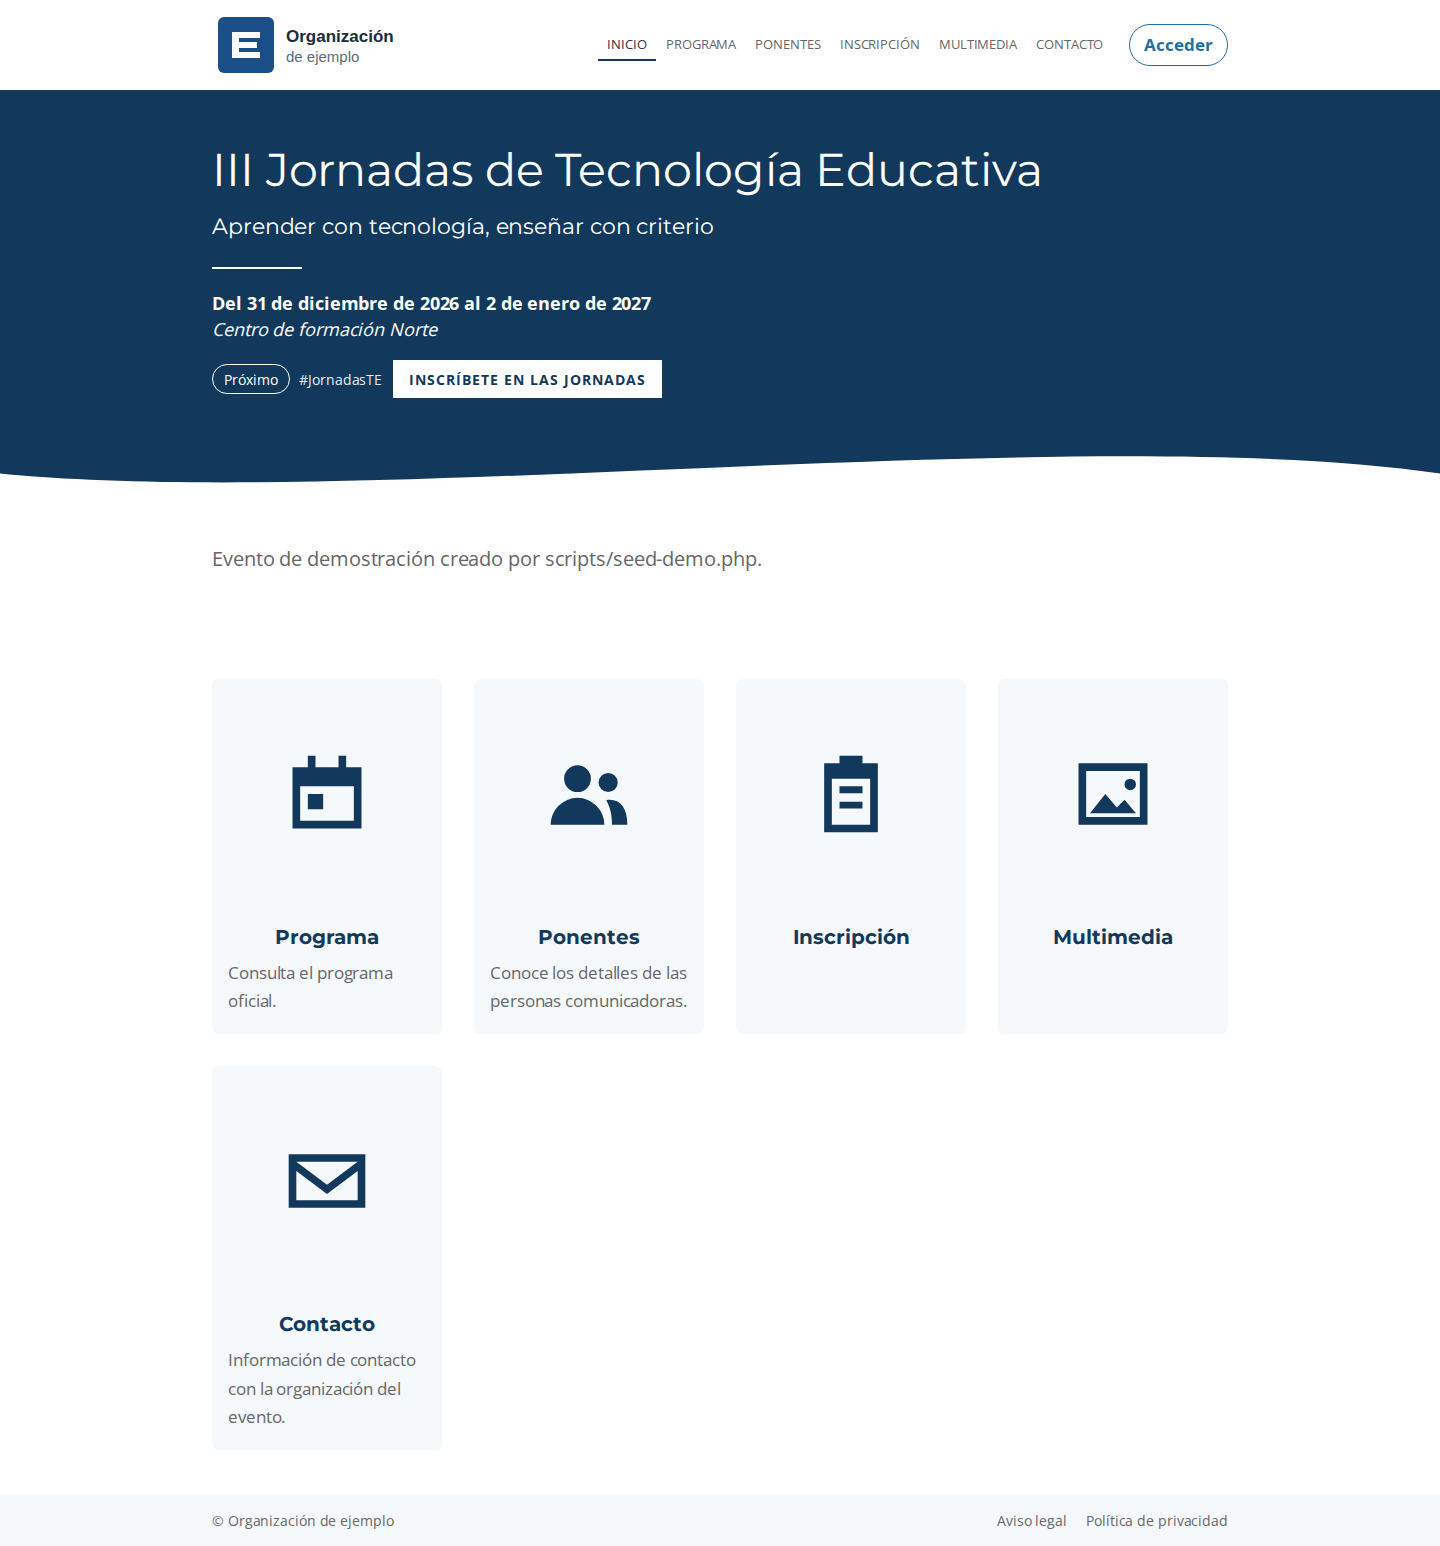 Organización
de ejemplo
INICIO PROGRAMA PONENTES INSCRIPCIÓN MULTIMEDIA CONTACTO Acceder
III Jornadas de Tecnología Educativa
Aprender con tecnología, enseñar con criterio
Del 31 de diciembre de 2026 al 2 de enero de 2027
Centro de formación Norte
Próximo #JornadasTE INSCRÍBETE EN LAS JORNADAS
Evento de demostración creado por scripts/seed-demo.php.
Programa
Consulta el programa
oficial.
Ponentes
Conoce los detalles de las
personas comunicadoras.
Inscripción
Multimedia
Contacto
Información de contacto
con la organización del
evento.
© Organización de ejemplo
Aviso legal Política de privacidad